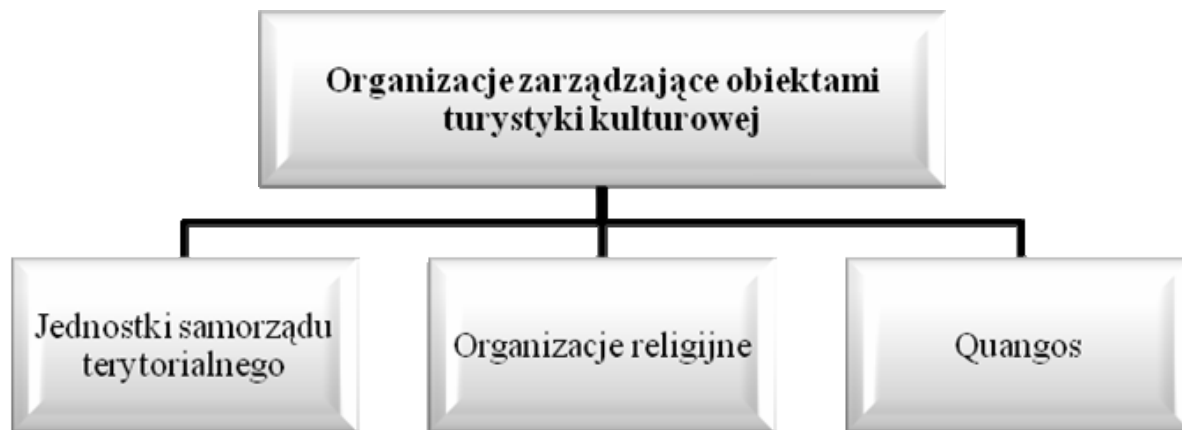 Organizacje zarządzające obiektami
turystyki kulturowej
Jednostki samorządu
terytorialnego
Organizacje religijne
Quangos